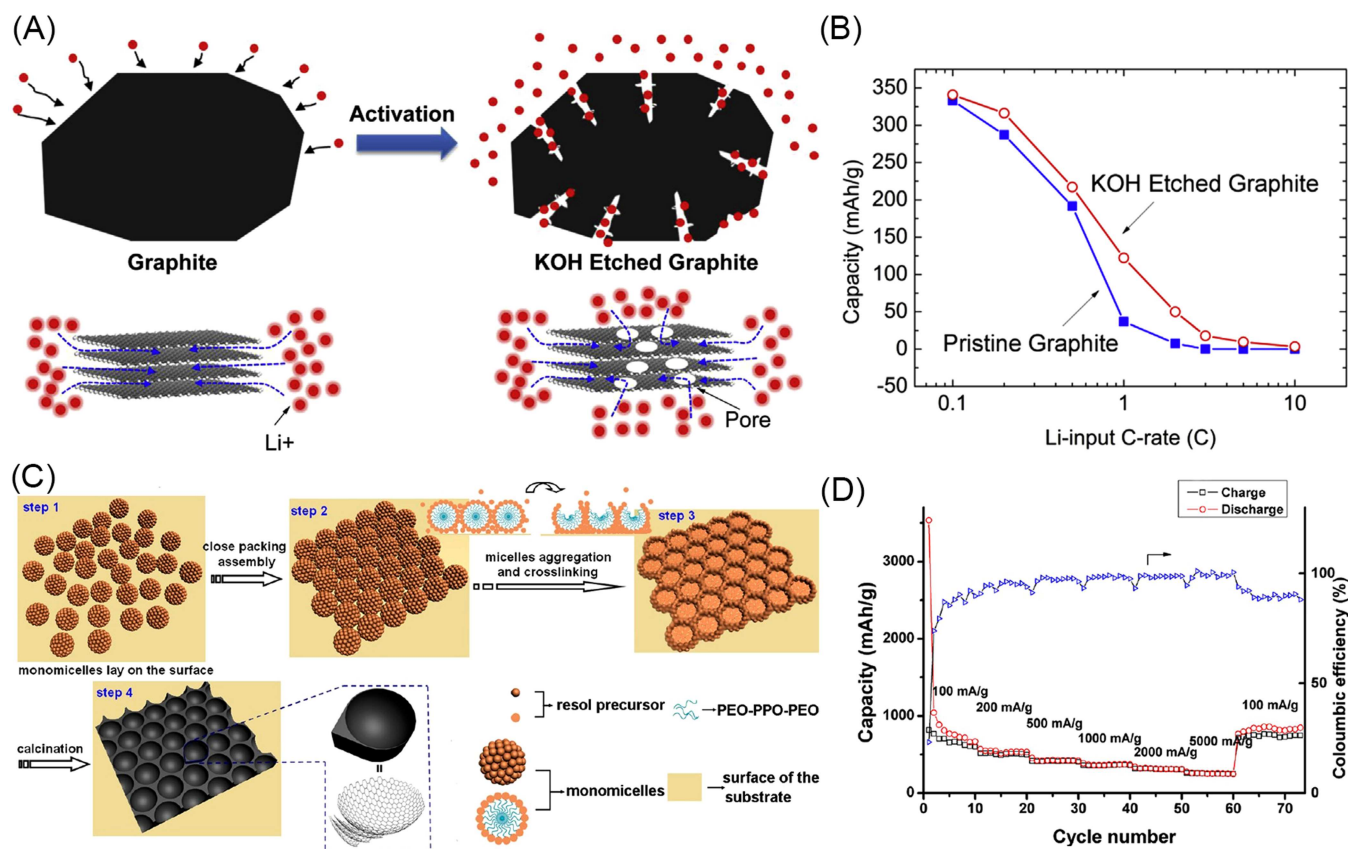 (A)
Activation
Graphite
KOH Etched Graphite
Li+
Pore
(B)
Capacity (mAh/g)
350
300
250
200
150
100
50
0
-50
KOH Etched Graphite
Pristine Graphite
0.1
1
10
Li-input C-rate (C)
(C)
step 1
close packing
assembly
step 2
micelles aggregation
and crosslinking
step 3
monomicelles lay on the surface
step 4
calcination
resol precursor
PEO-PPO-PEO
monomicelles
surface of the
substrate
(D)
Charge
Discharge
Capacity (mAh/g)
3000
2500
2000
1500
1000
500
0
100 mA/g
200 mA/g
500 mA/g
1000 mA/g
2000 mA/g
5000 mA/g
100 mA/g
100
50
0
Coloumbic efficiency (%)
0
10
20
30
40
50
60
70
Cycle number